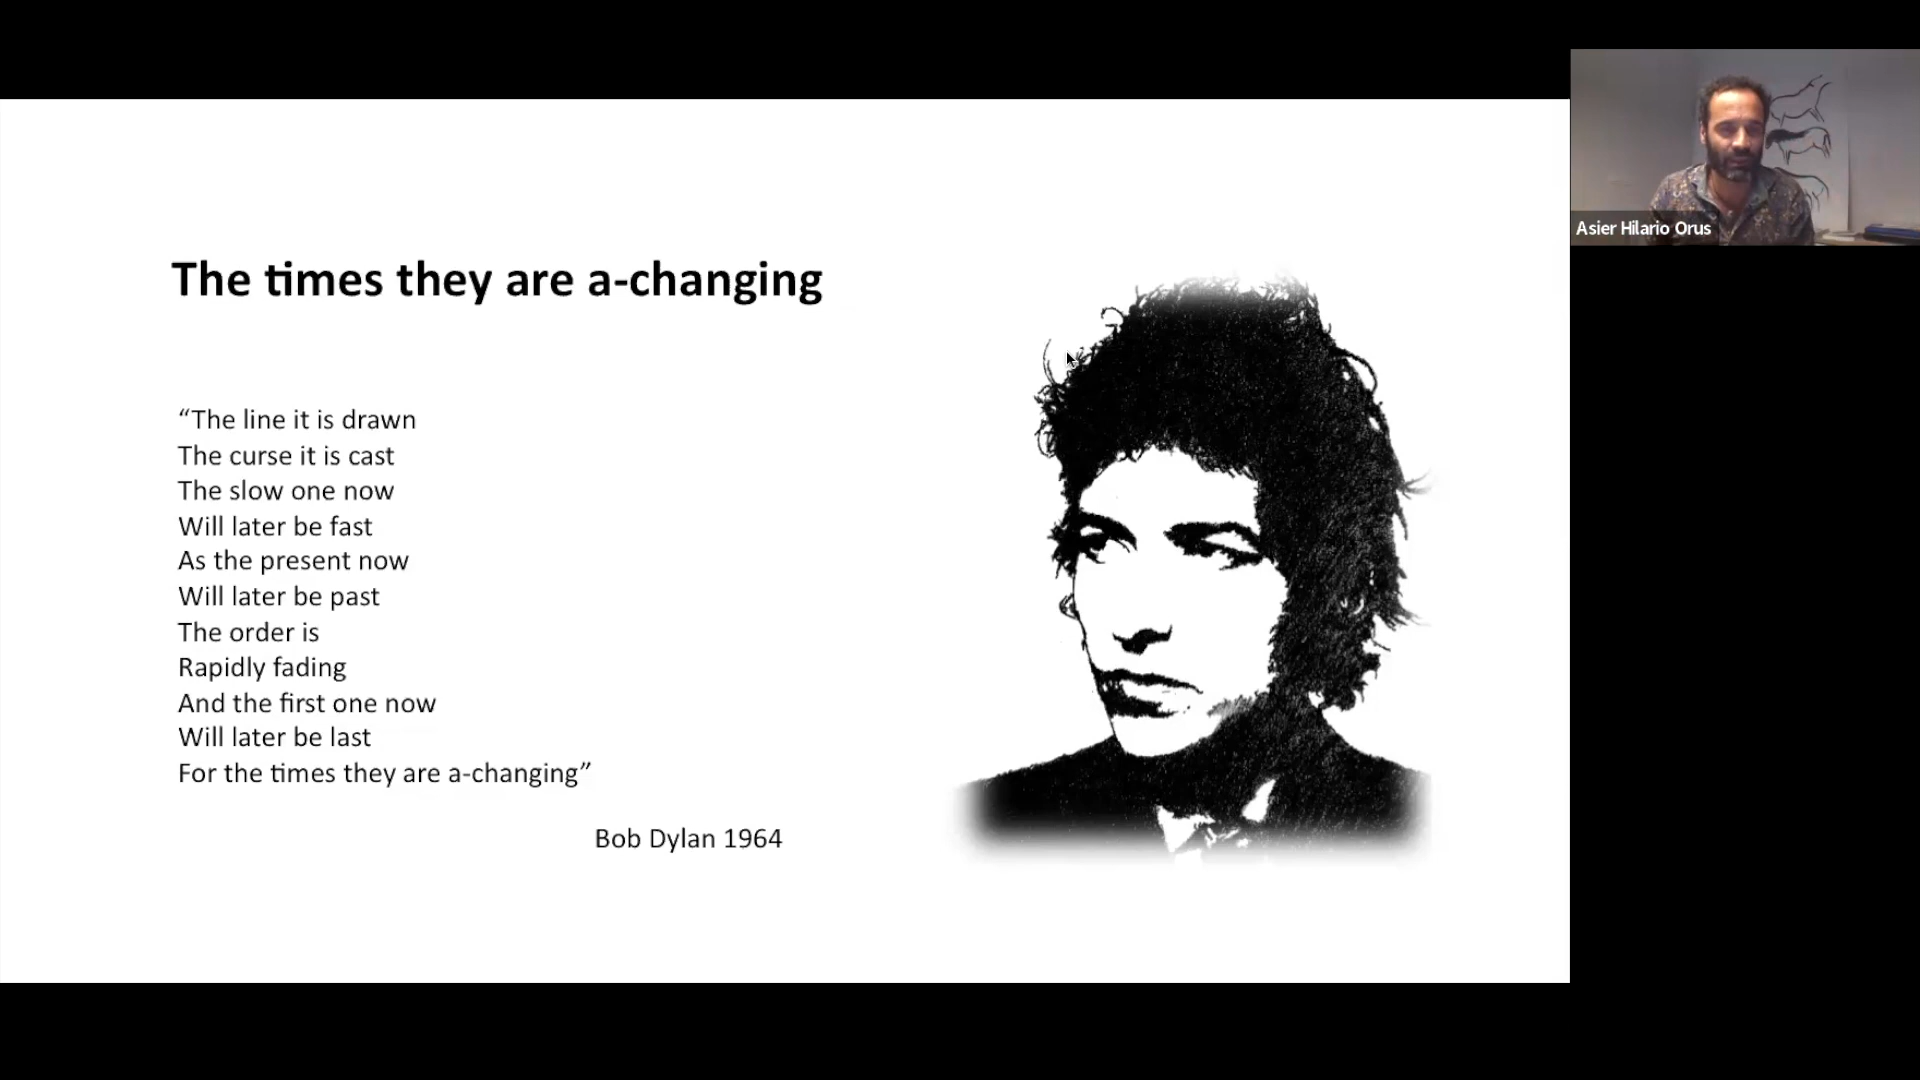 The times they are a-changing
“The line it is drawn
The curse it is cast
The slow one now
Will later be fast
As the present now
Will later be past
The order is
Rapidly fading
And the first one now
Will later be last
For the times they are a-changing”
Bob Dylan 1964
Asier Hilario Orus